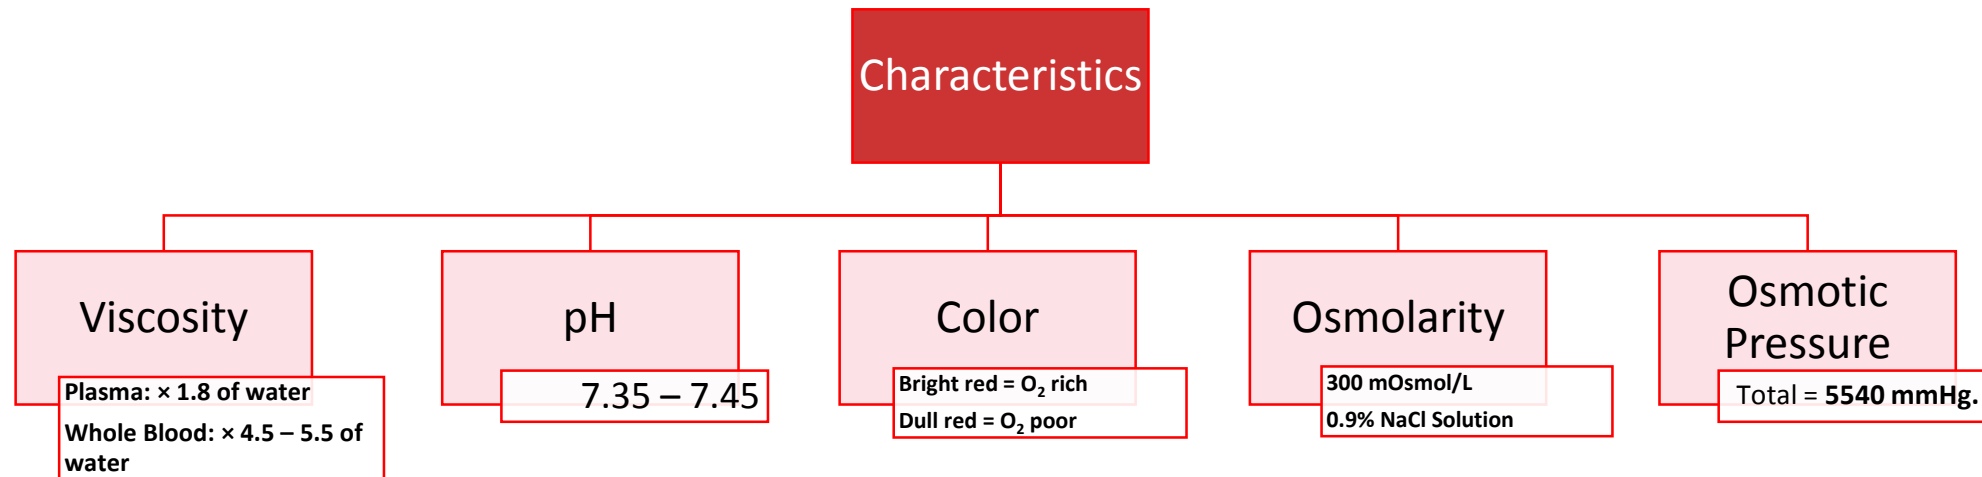 Characteristics
Viscosity
Plasma: × 1.8 of water
Whole Blood: × 4.5 – 5.5 of
water
pH
7.35 – 7.45
Color
Bright red = O₂ rich
Dull red = O₂ poor
Osmolarity
300 mOsmol/L
0.9% NaCl Solution
Osmotic
Pressure
Total = 5540 mmHg.